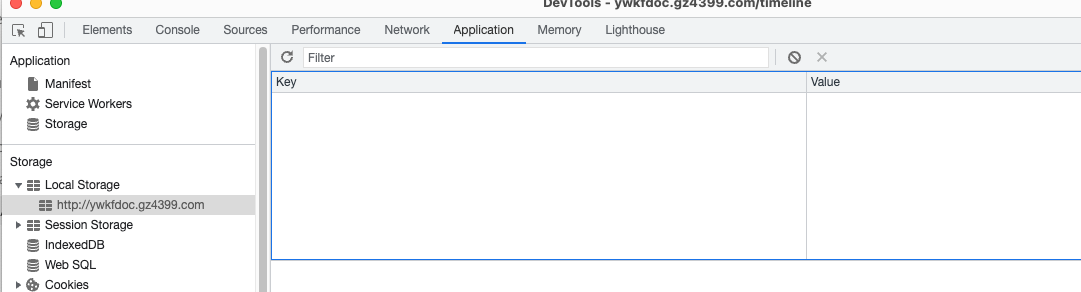 DevTools - ywkfdoc.gz4399.com/timeline
Elements Console Sources Performance Network Application Memory Lighthouse
Application
Manifest
Service Workers
Storage
Storage
Local Storage
http://ywkfdoc.gz4399.com
Session Storage
IndexedDB
Web SQL
Cookies
Filter
Key Value